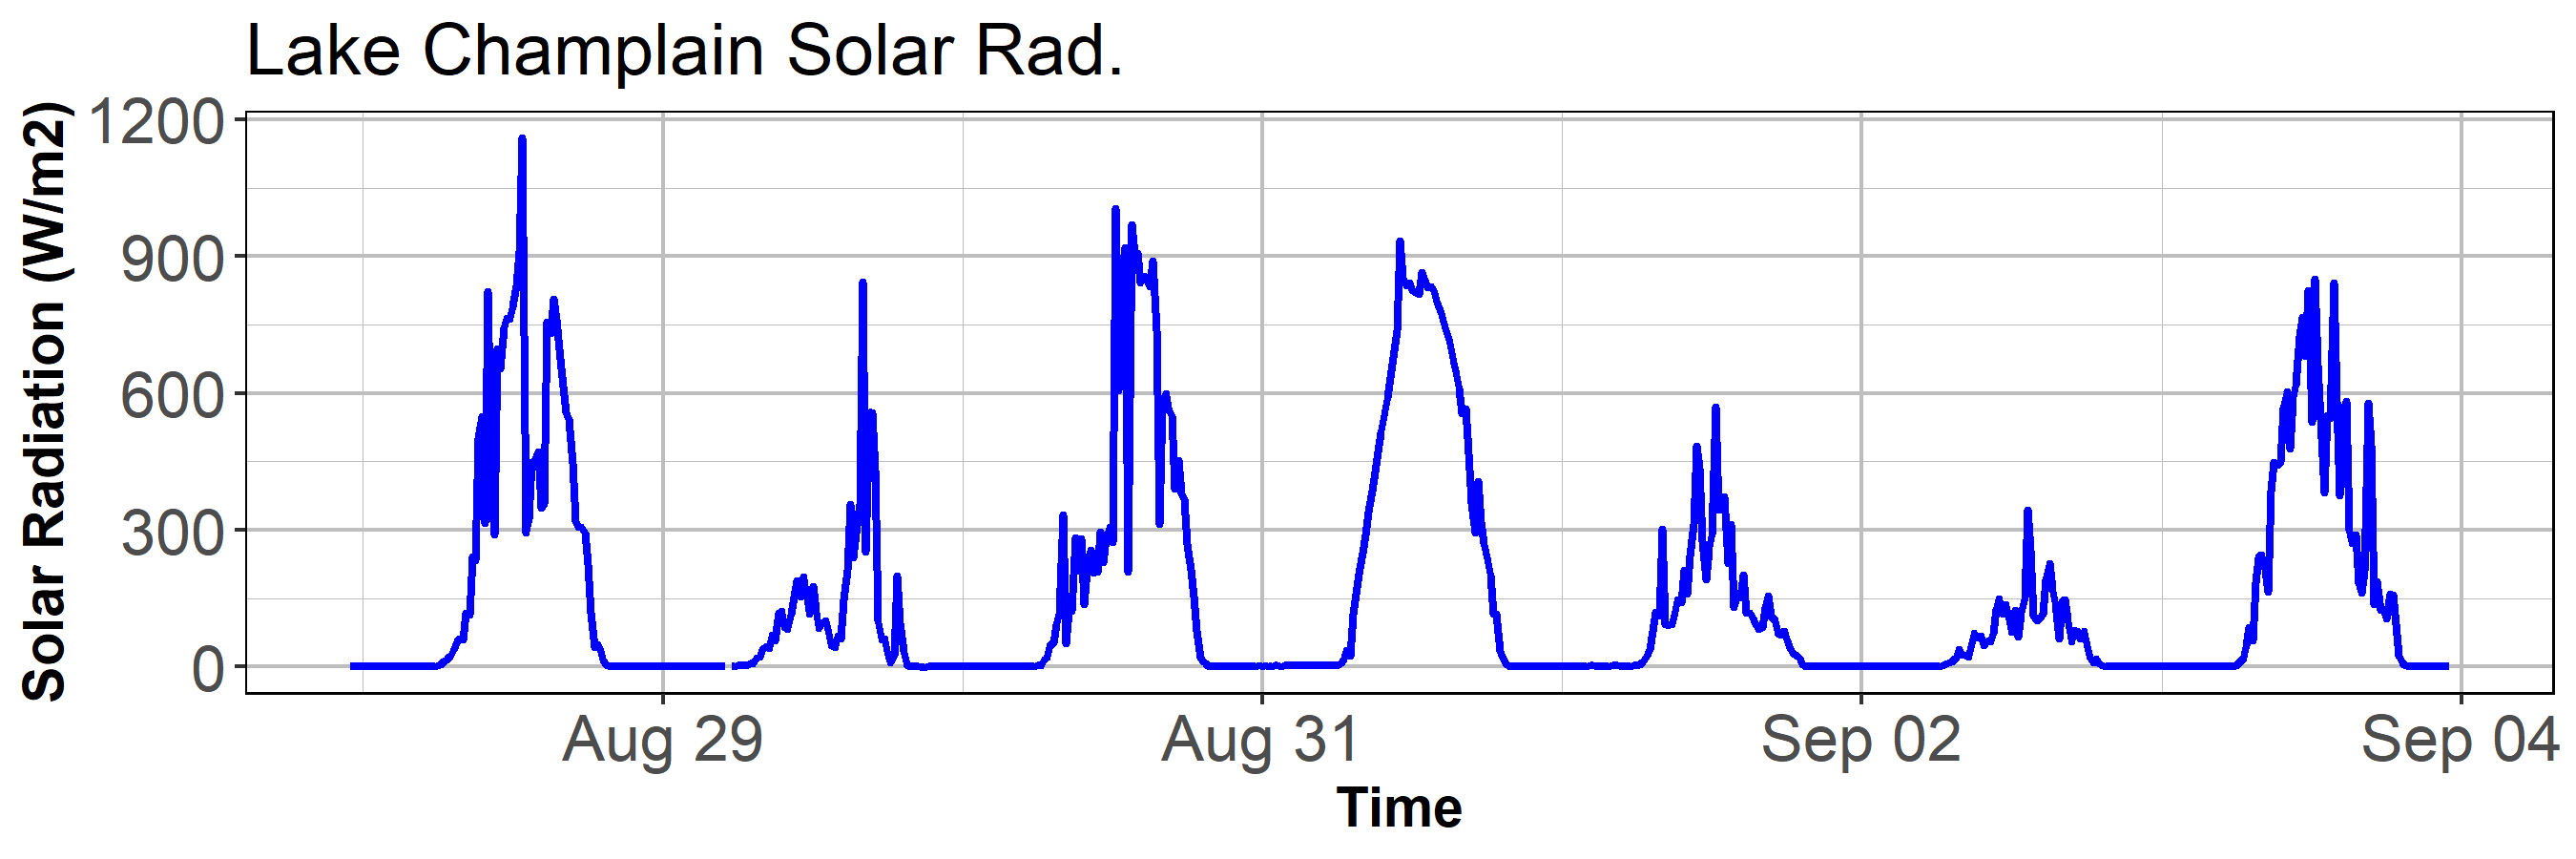 Lake Champlain Solar Rad.
Solar Radiation (W/m2)
1200
900
600
300
0
Aug 29 Aug 31 Sep 02 Sep 04
Time